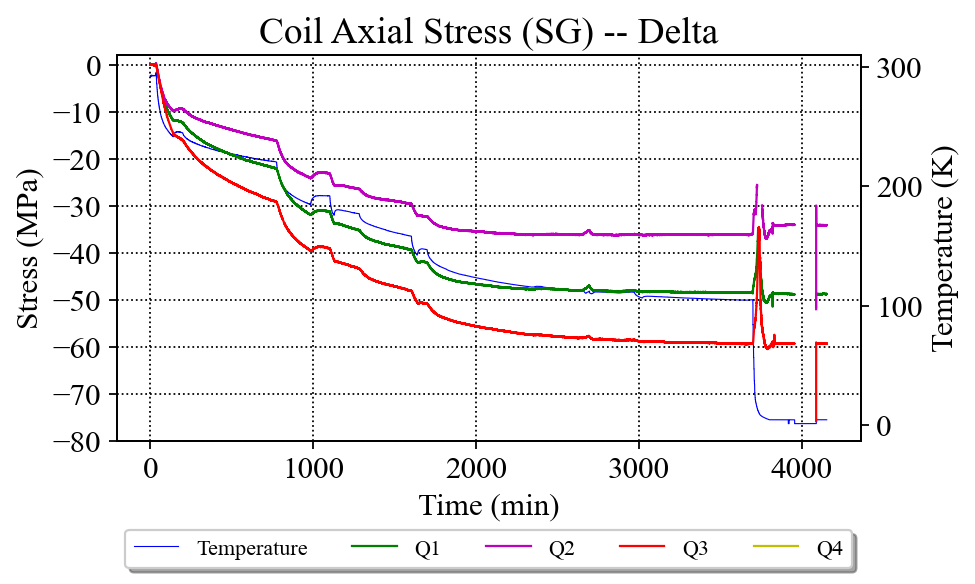 Coil Axial Stress (SG) -- Delta
0
−10
−20
−30
−40
−50
−60
−70
−80
Stress (MPa)
300
200
100
0
Temperature (K)
0 1000 2000 3000 4000
Time (min)
Temperature Q1 Q2 Q3 Q4